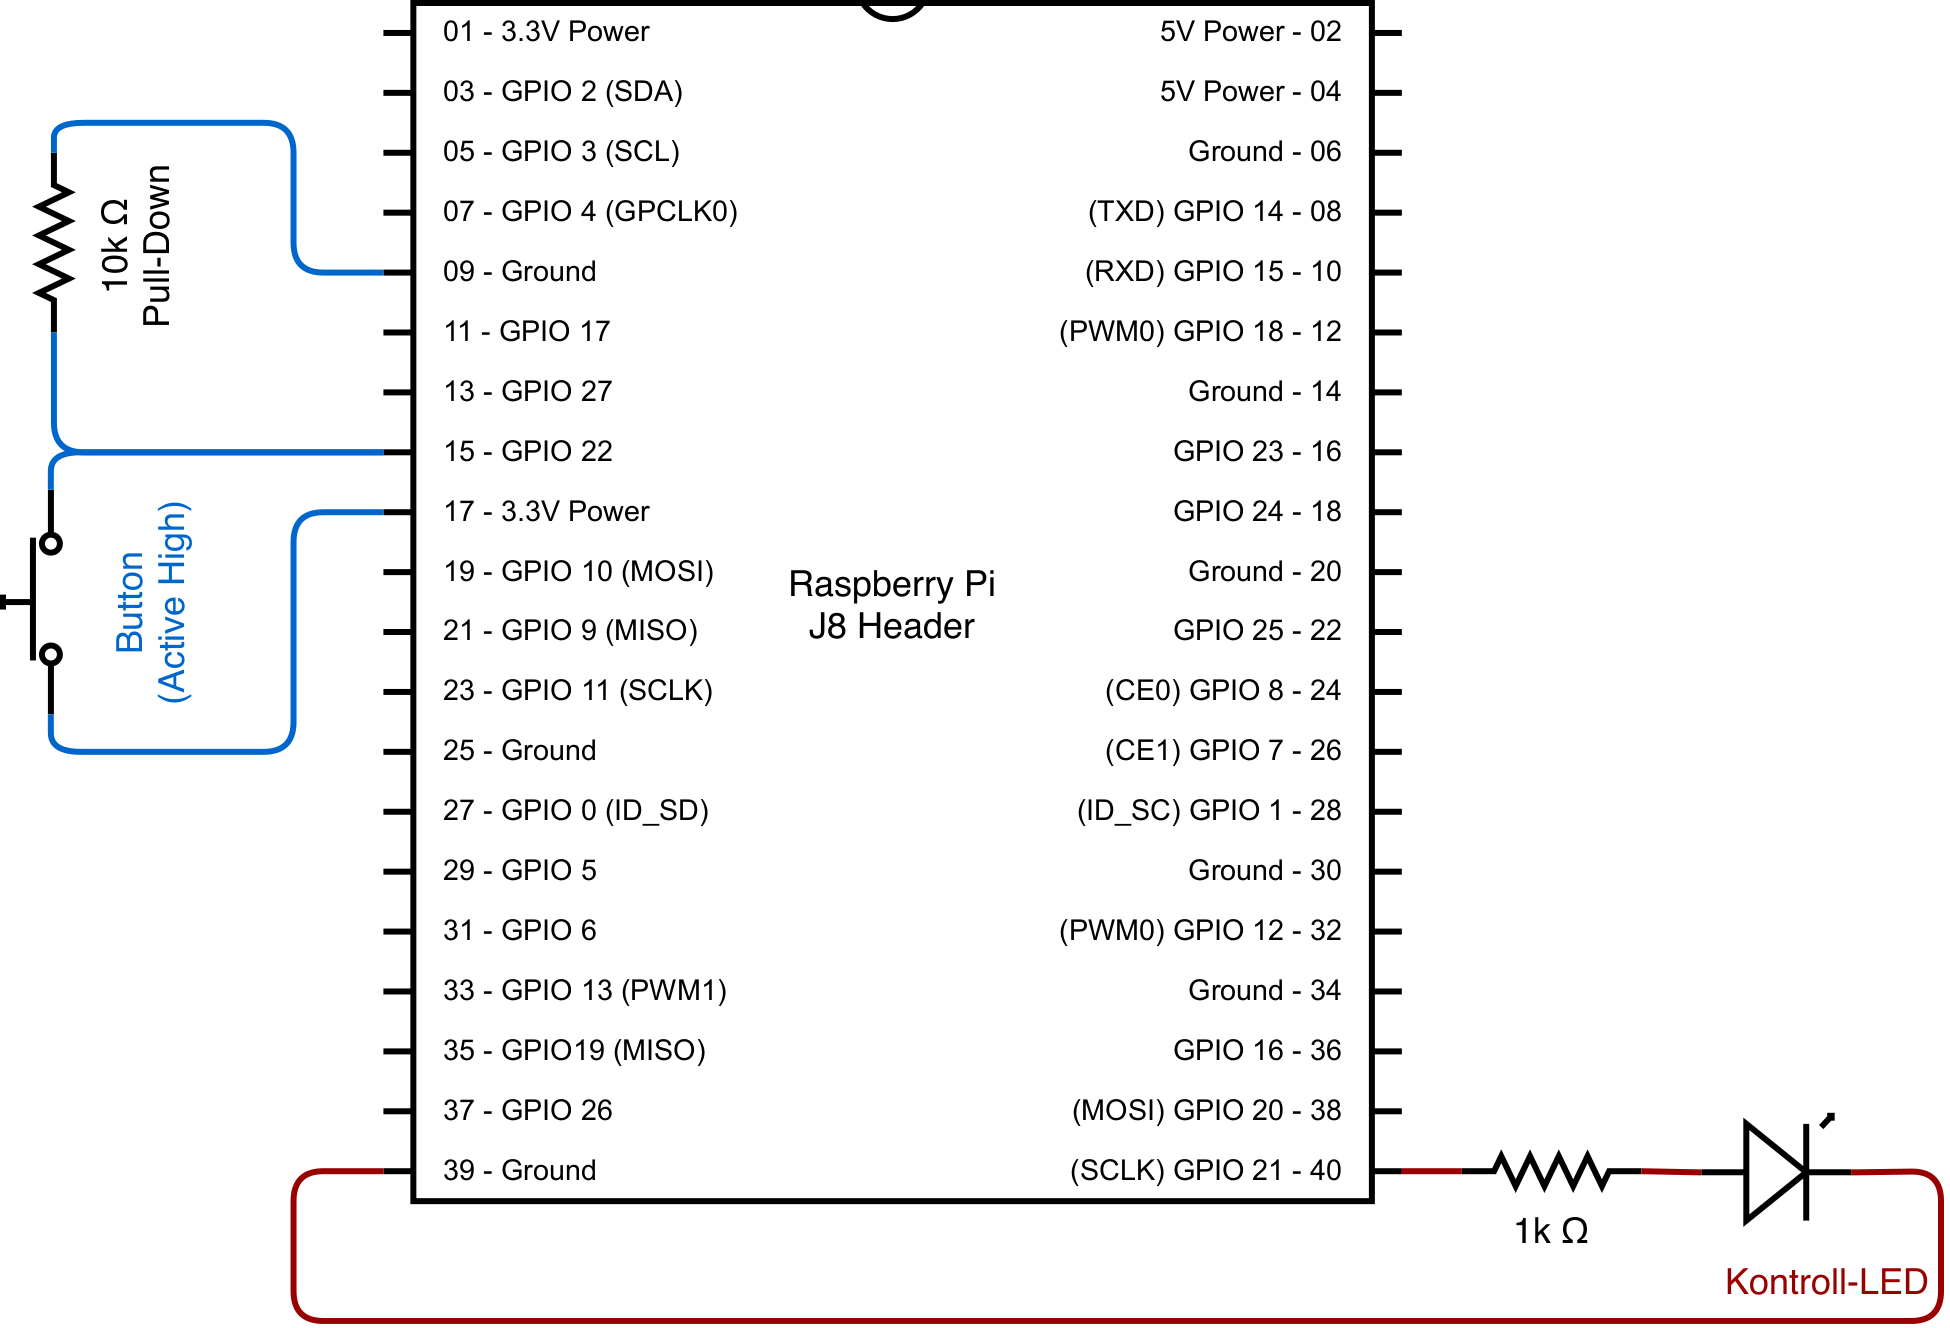 01 - 3.3V Power
03 - GPIO 2 (SDA)
05 - GPIO 3 (SCL)
07 - GPIO 4 (GPCLK0)
09 - Ground
11 - GPIO 17
13 - GPIO 27
15 - GPIO 22
17 - 3.3V Power
19 - GPIO 10 (MOSI)
21 - GPIO 9 (MISO)
23 - GPIO 11 (SCLK)
25 - Ground
27 - GPIO 0 (ID_SD)
29 - GPIO 5
31 - GPIO 6
33 - GPIO 13 (PWM1)
35 - GPIO19 (MISO)
37 - GPIO 26
39 - Ground
5V Power - 02
5V Power - 04
Ground - 06
(TXD) GPIO 14 - 08
(RXD) GPIO 15 - 10
(PWM0) GPIO 18 - 12
Ground - 14
GPIO 23 - 16
GPIO 24 - 18
Ground - 20
GPIO 25 - 22
(CE0) GPIO 8 - 24
(CE1) GPIO 7 - 26
(ID_SC) GPIO 1 - 28
Ground - 30
(PWM0) GPIO 12 - 32
Ground - 34
GPIO 16 - 36
(MOSI) GPIO 20 - 38
(SCLK) GPIO 21 - 40
Raspberry Pi
J8 Header
10k Ω
Pull-Down
Button
(Active High)
1k Ω
Kontroll-LED